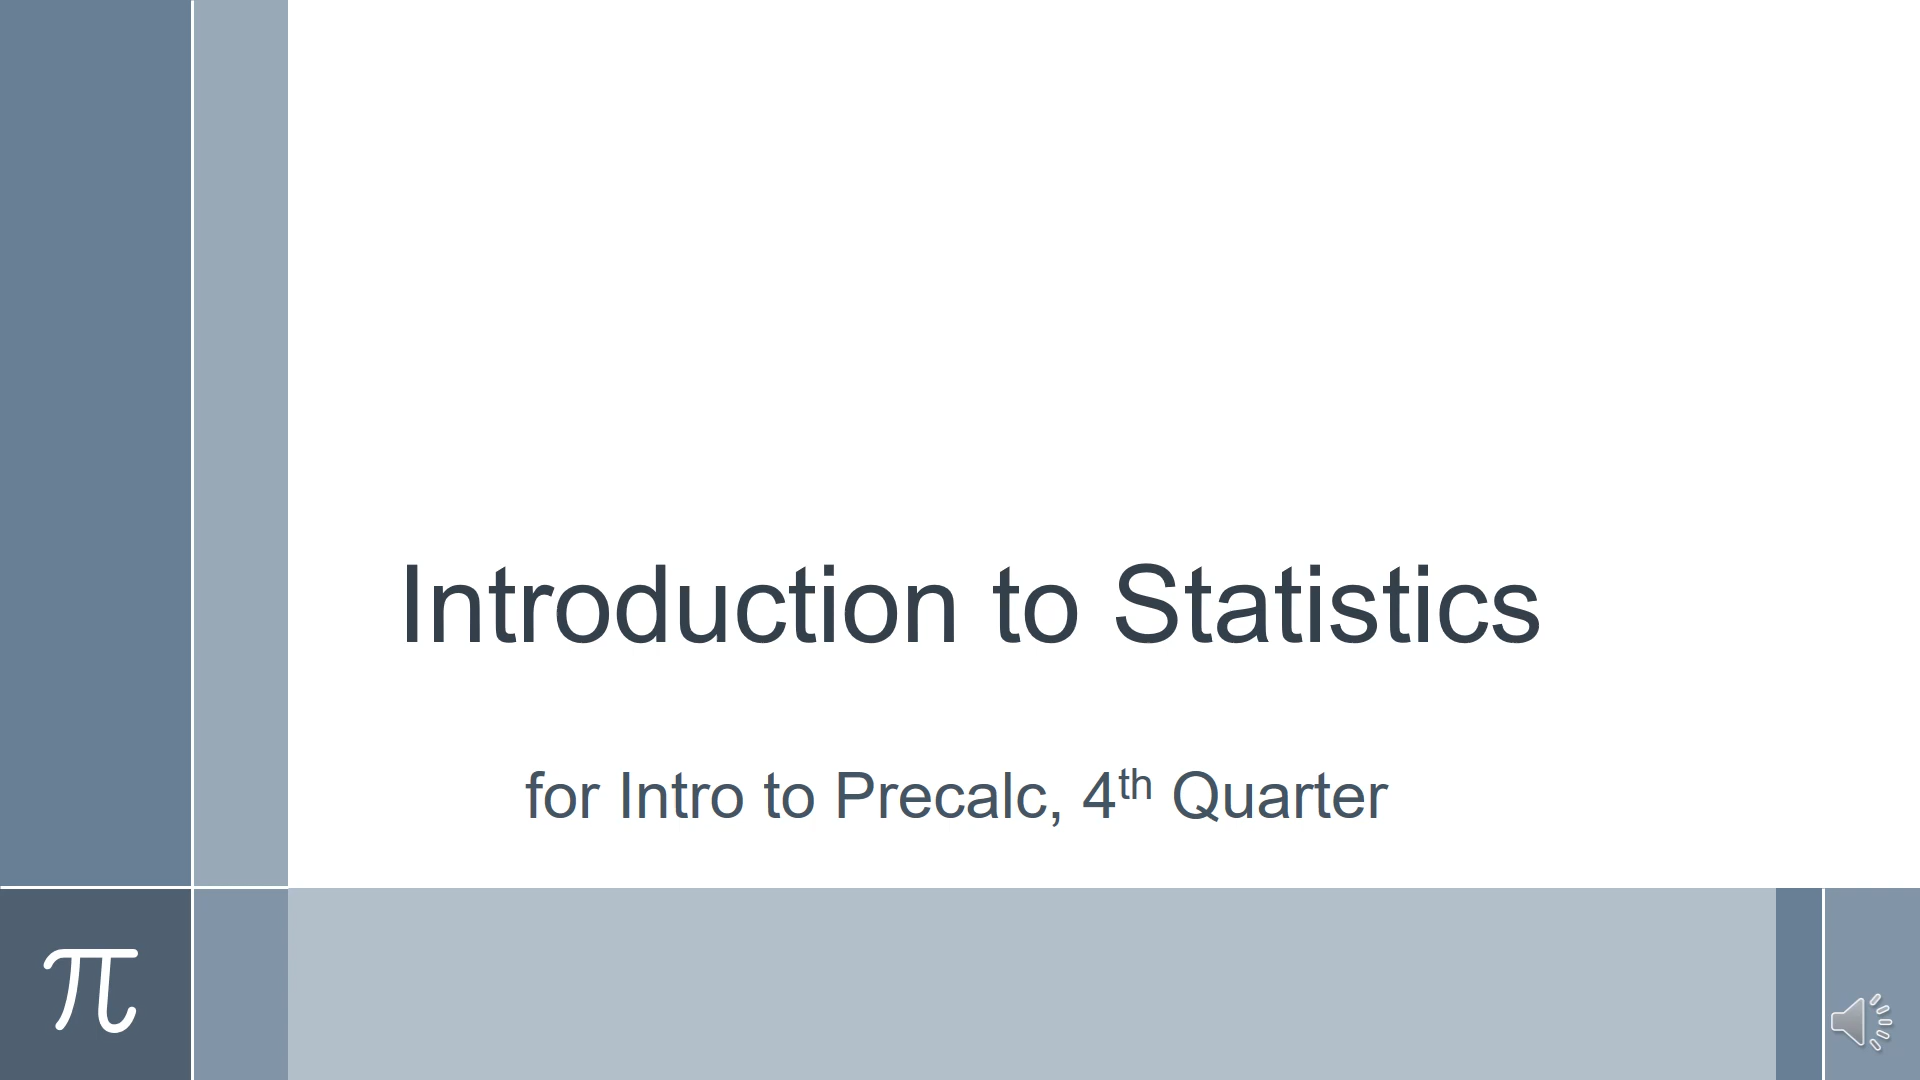 Introduction to Statistics
for Intro to Precalc, 4th Quarter
π